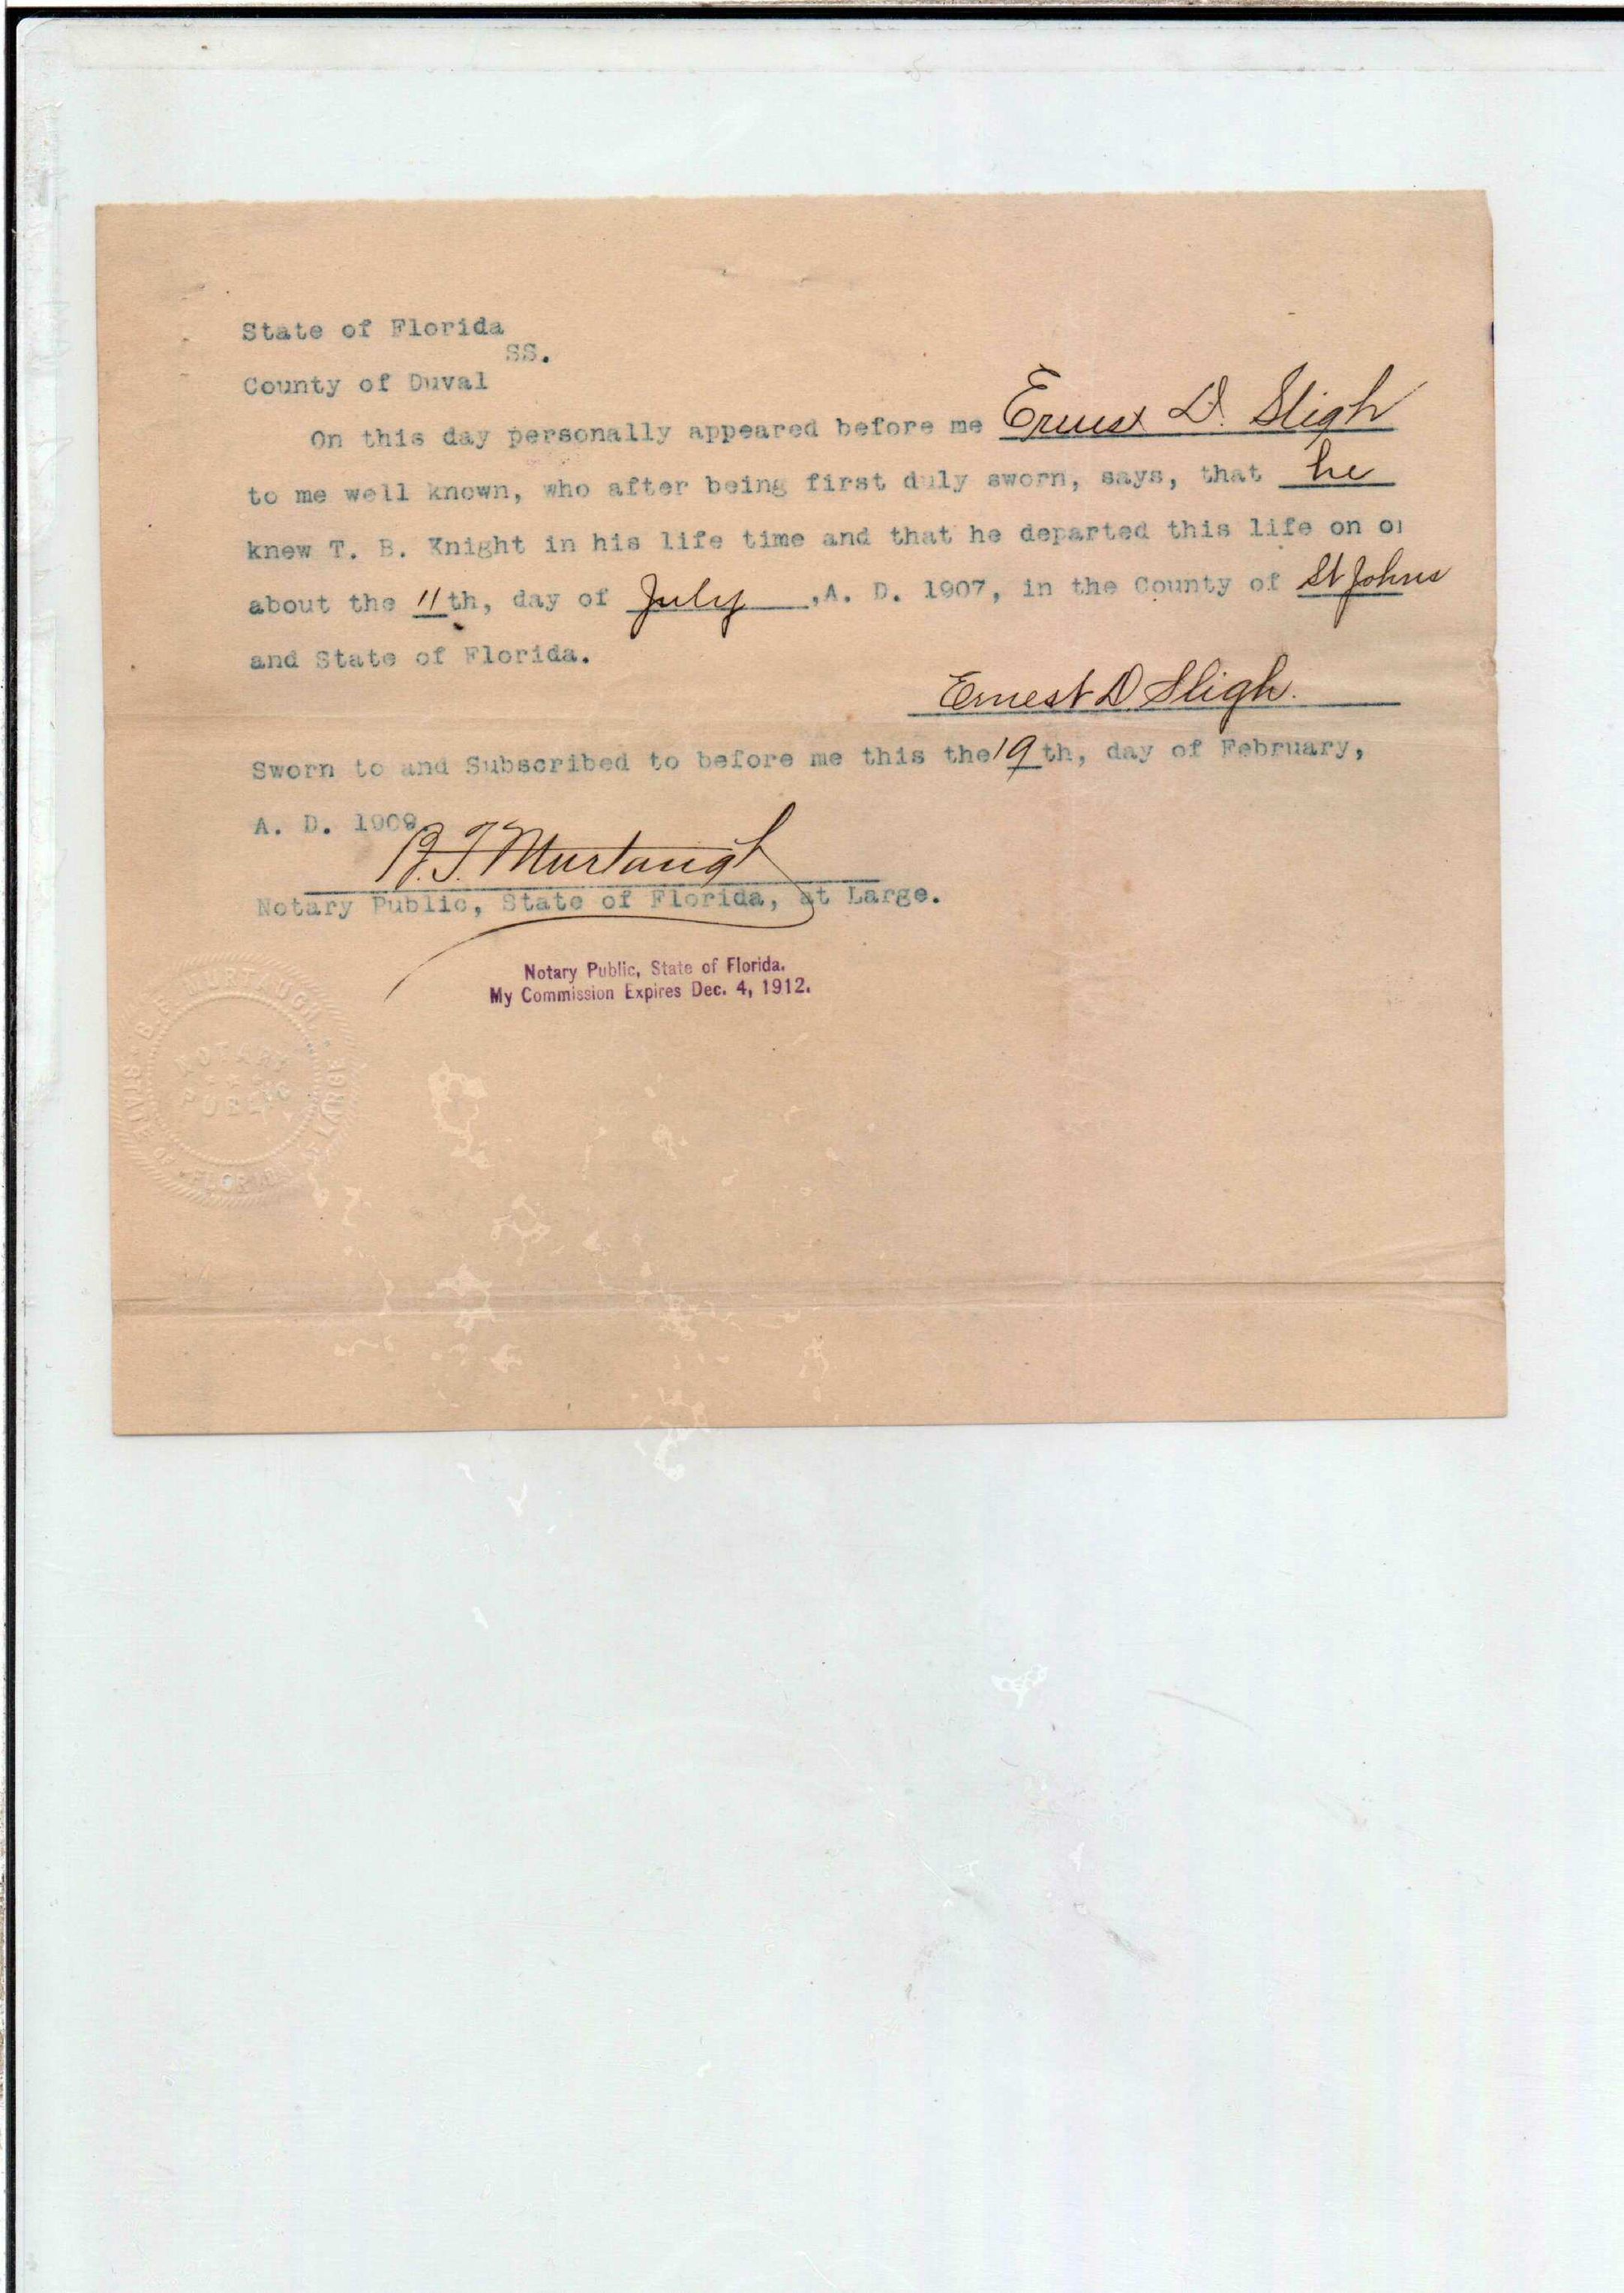 State of Florida
SS.
County of Duval
On this day personally appeared before me Ernest D. Sligh
to me well known, who after being first duly sworn, says, that he
knew T. B. Knight in his life time and that he departed this life on or
about the 11th, day of July ,A. D. 1907, in the County of St Johns
and State of Florida.
Ernest D. Sligh.
Sworn to and Subscribed to before me this the 19th, day of February,
A. D. 1909
B. F. Murtaugh
Notary Public, State of Florida, at Large.
Notary Public, State of Florida.
My Commission Expires Dec. 4, 1912.
B. F. MURTAUGH
NOTARY
PUBLIC
STATE OF FLORIDA AT LARGE